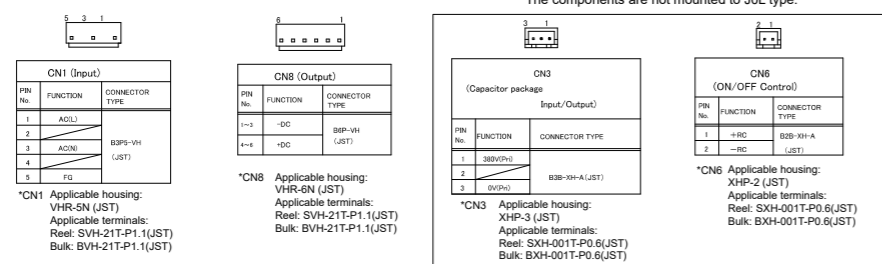 The components are not mounted to J0L type.
5 3 1
CN1 (Input)
PIN No. FUNCTION CONNECTOR TYPE
1 AC(L) B3P5-VH (JST)
2
3 AC(N)
4
5 FG
*CN1 Applicable housing:
VHR-5N (JST)
Applicable terminals:
Reel: SVH-21T-P1.1(JST)
Bulk: BVH-21T-P1.1(JST)
6 1
CN8 (Output)
PIN No. FUNCTION CONNECTOR TYPE
1~3 -DC B6P-VH (JST)
4~6 +DC
*CN8 Applicable housing:
VHR-6N (JST)
Applicable terminals:
Reel: SVH-21T-P1.1(JST)
Bulk: BVH-21T-P1.1(JST)
3 1
CN3
(Capacitor package
Input/Output)
PIN No. FUNCTION CONNECTOR TYPE
1 380V(Pri) B3B-XH-A(JST)
2
3 0V(Pri)
*CN3 Applicable housing:
XHP-3 (JST)
Applicable terminals:
Reel: SXH-001T-P0.6(JST)
Bulk: BXH-001T-P0.6(JST)
2 1
CN6
(ON/OFF Control)
PIN No. FUNCTION CONNECTOR TYPE
1 +RC B2B-XH-A
2 -RC (JST)
*CN6 Applicable housing:
XHP-2 (JST)
Applicable terminals:
Reel: SXH-001T-P0.6(JST)
Bulk: BXH-001T-P0.6(JST)